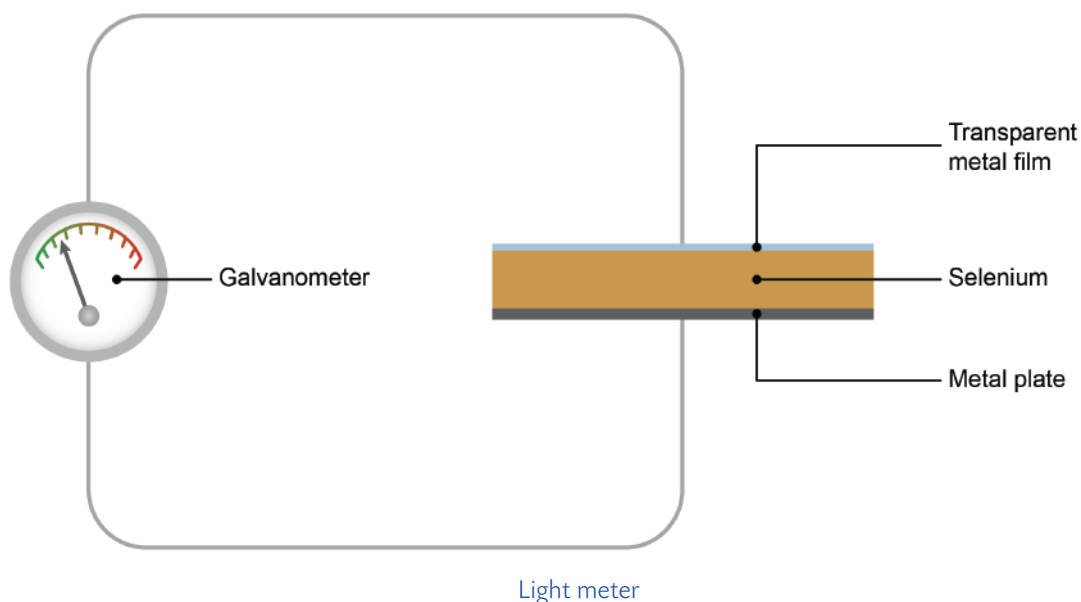 Transparent
metal film
Galvanometer
Selenium
Metal plate
Light meter